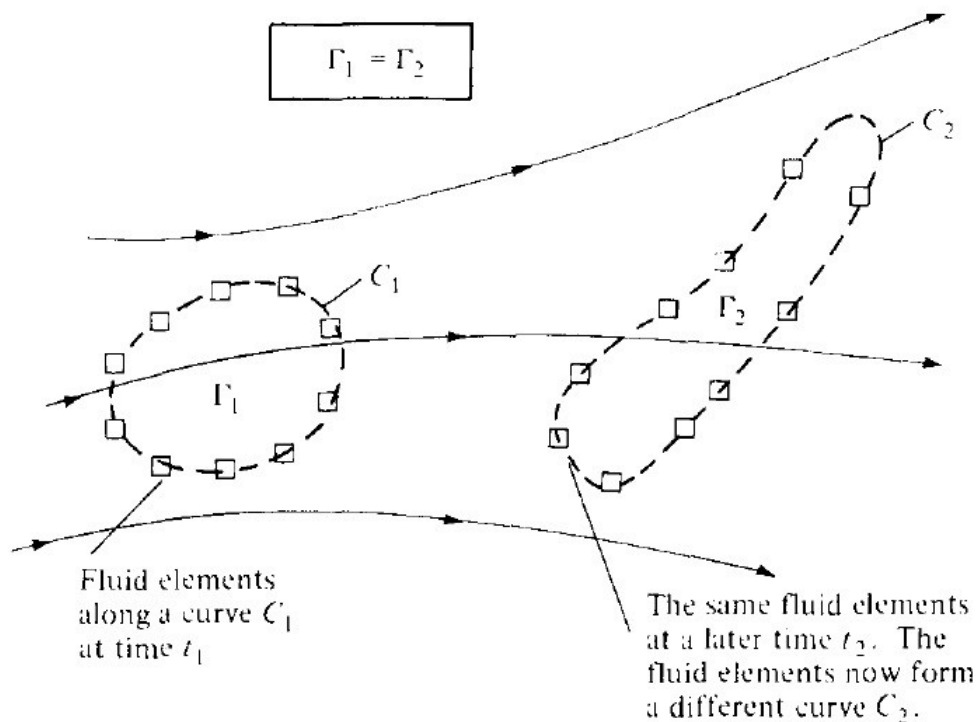 Γ₁ = Γ₂
C₂
C₁
Γ₂
Γ₁
Fluid elements
along a curve C₁
at time t₁
The same fluid elements
at a later time t₂. The
fluid elements now form
a different curve C₂.